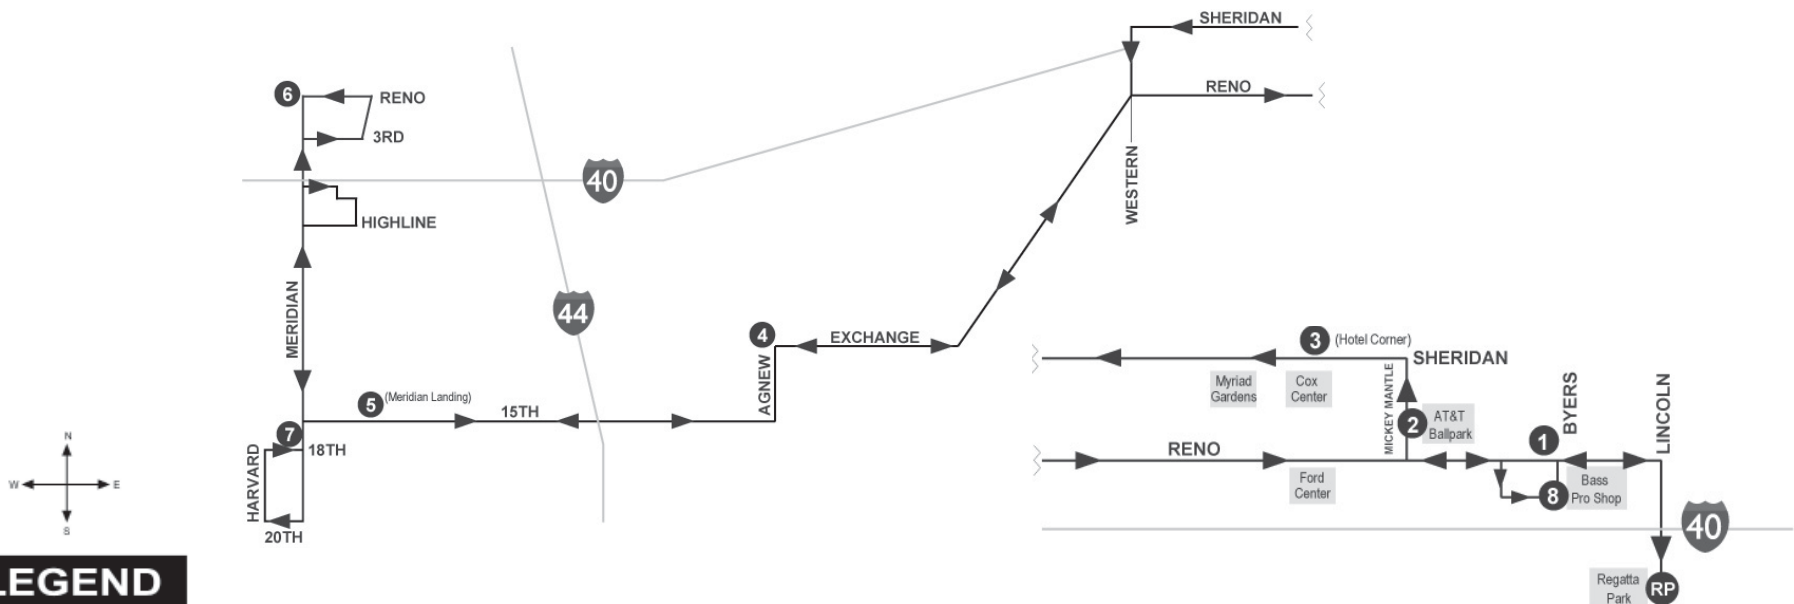 SHERIDAN
6
RENO
RENO
3RD
40
WESTERN
HIGHLINE
MERIDIAN
44
4
EXCHANGE
3 (Hotel Corner)
SHERIDAN
AGNEW
MICKEY MANTLE
BYERS
LINCOLN
Myriad
Gardens
Cox
Center
5 (Meridian Landing)
15TH
2
AT&T
Ballpark
7
1
N
W
E
S
HARVARD
18TH
RENO
Ford
Center
8
Bass
Pro Shop
20TH
40
LEGEND
Regatta
Park
RP